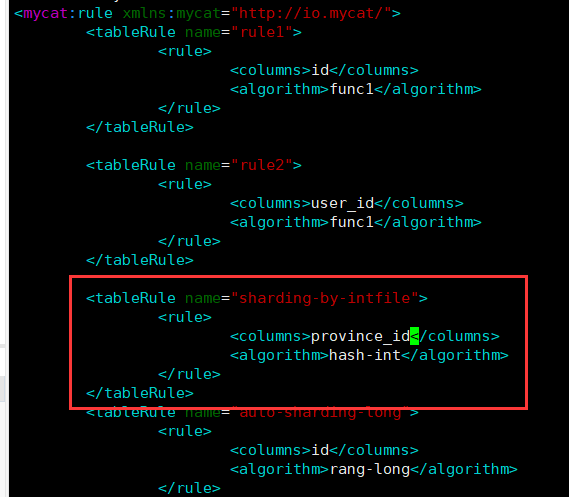 <mycat:rule xmlns:mycat="http://io.mycat/">
<tableRule name="rule1">
<rule>
<columns>id</columns>
<algorithm>func1</algorithm>
</rule>
</tableRule>
<tableRule name="rule2">
<rule>
<columns>user_id</columns>
<algorithm>func1</algorithm>
</rule>
</tableRule>
<tableRule name="sharding-by-intfile">
<rule>
<columns>province_id</columns>
<algorithm>hash-int</algorithm>
</rule>
</tableRule>
<tableRule name="auto-sharding-long">
<rule>
<columns>id</columns>
<algorithm>rang-long</algorithm>
</rule>